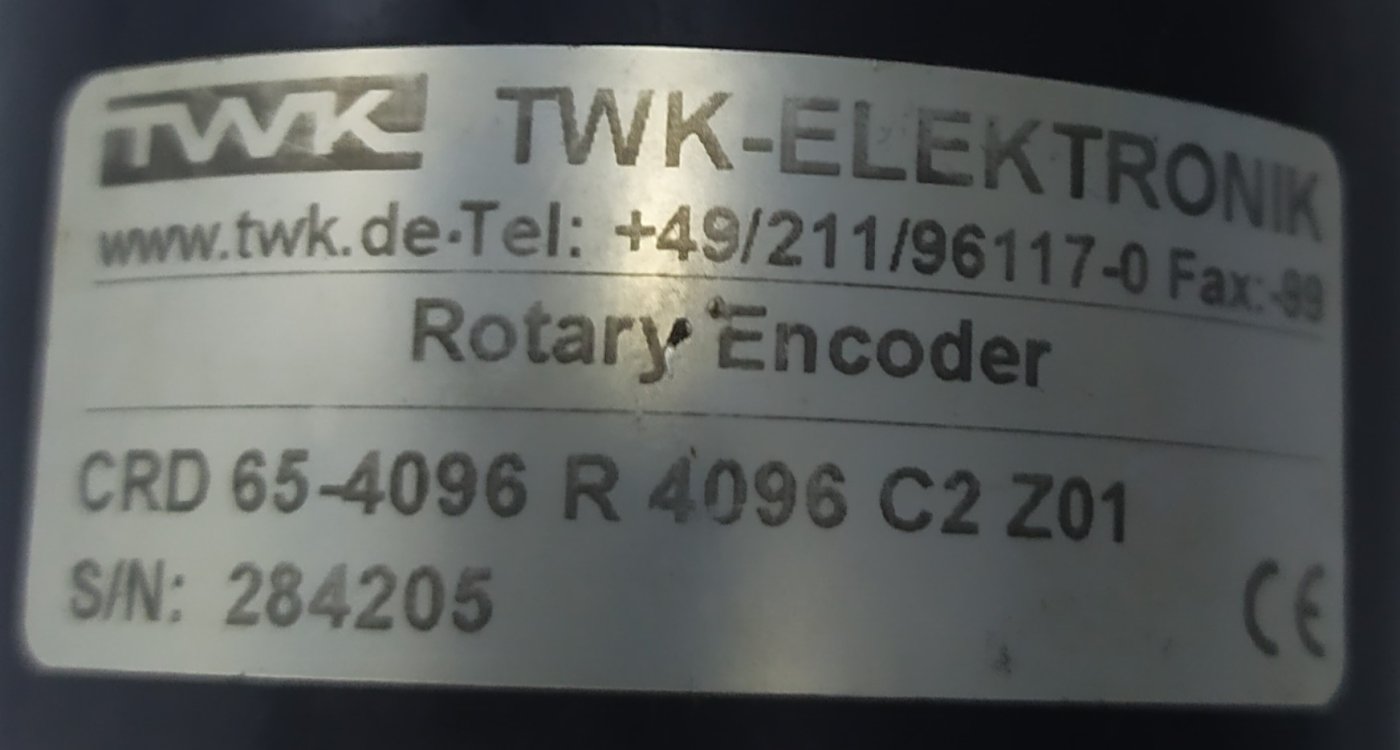 TWK TWK-ELEKTRONIK
www.twk.de·Tel: +49/211/96117-0 Fax:-99
Rotary Encoder
CRD 65-4096 R 4096 C2 Z01
S/N: 284205
CE